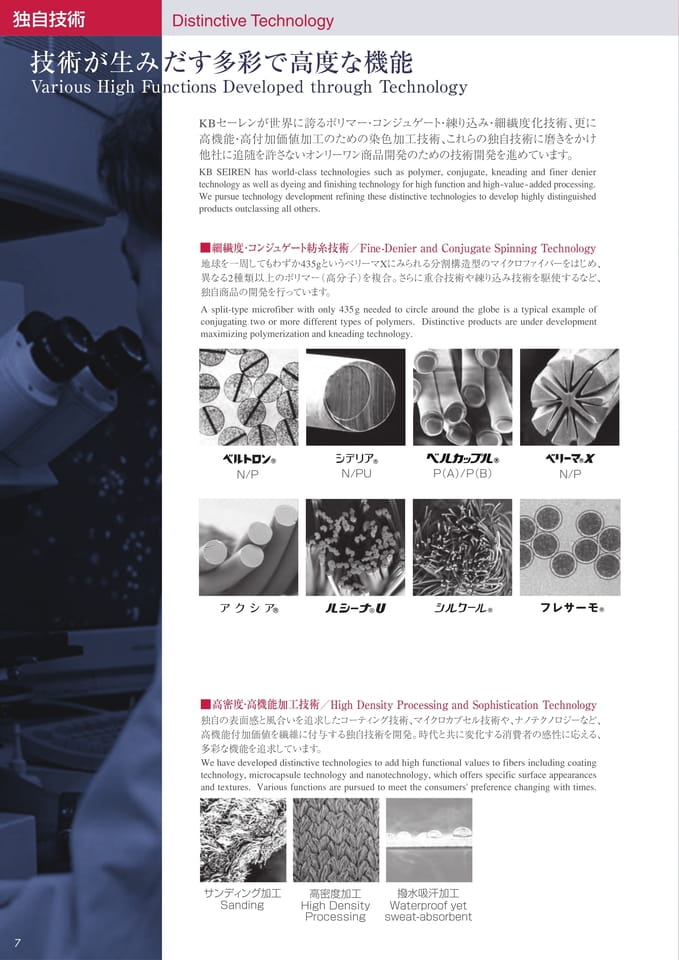 独自技術
Distinctive Technology
技術が生みだす多彩で高度な機能
Various High Functions Developed through Technology
KBセーレンが世界に誇るポリマー・コンジュゲート・練り込み・細繊度化技術、更に
高機能・高付加価値加工のための染色加工技術、これらの独自技術に磨きをかけ
他社に追随を許さないオンリーワン商品開発のための技術開発を進めています。
KB SEIREN has world-class technologies such as polymer, conjugate, kneading and finer denier
technology as well as dyeing and finishing technology for high function and high-value-added processing.
We pursue technology development refining these distinctive technologies to develop highly distinguished
products outclassing all others.
■細繊度・コンジュゲート紡糸技術／Fine-Denier and Conjugate Spinning Technology
地球を一周してもわずか435gというベリーマXにみられる分割構造型のマイクロファイバーをはじめ、
異なる2種類以上のポリマー（高分子）を複合。さらに重合技術や練り込み技術を駆使するなど、
独自商品の開発を行っています。
A split-type microfiber with only 435g needed to circle around the globe is a typical example of
conjugating two or more different types of polymers. Distinctive products are under development
maximizing polymerization and kneading technology.
ベルトロン® シデリア® ベルカップル® ベリーマ®X
N/P N/PU P(A)/P(B) N/P
アクシア® ルシーナ®U シルクール® フレサーモ®
■高密度・高機能加工技術／High Density Processing and Sophistication Technology
独自の表面感と風合いを追求したコーティング技術、マイクロカプセル技術や、ナノテクノロジーなど、
高機能付加価値を繊維に付与する独自技術を開発。時代と共に変化する消費者の感性に応える、
多彩な機能を追求しています。
We have developed distinctive technologies to add high functional values to fibers including coating
technology, microcapsule technology and nanotechnology, which offers specific surface appearances
and textures. Various functions are pursued to meet the consumers' preference changing with times.
サンディング加工 高密度加工 撥水吸汗加工
Sanding High Density Waterproof yet
Processing sweat-absorbent
7